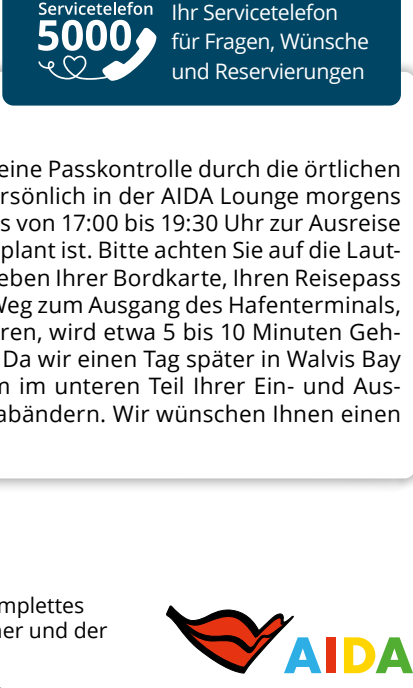 Servicetelefon
5000
Ihr Servicetelefon
für Fragen, Wünsche
und Reservierungen
eine Passkontrolle durch die örtlichen
ersönlich in der AIDA Lounge morgens
s von 17:00 bis 19:30 Uhr zur Ausreise
plant ist. Bitte achten Sie auf die Laut-
eben Ihrer Bordkarte, Ihren Reisepass
Weg zum Ausgang des Hafenterminals,
ren, wird etwa 5 bis 10 Minuten Geh-
Da wir einen Tag später in Walvis Bay
m im unteren Teil Ihrer Ein- und Aus-
abändern. Wir wünschen Ihnen einen
mplettes
ner und der
AIDA